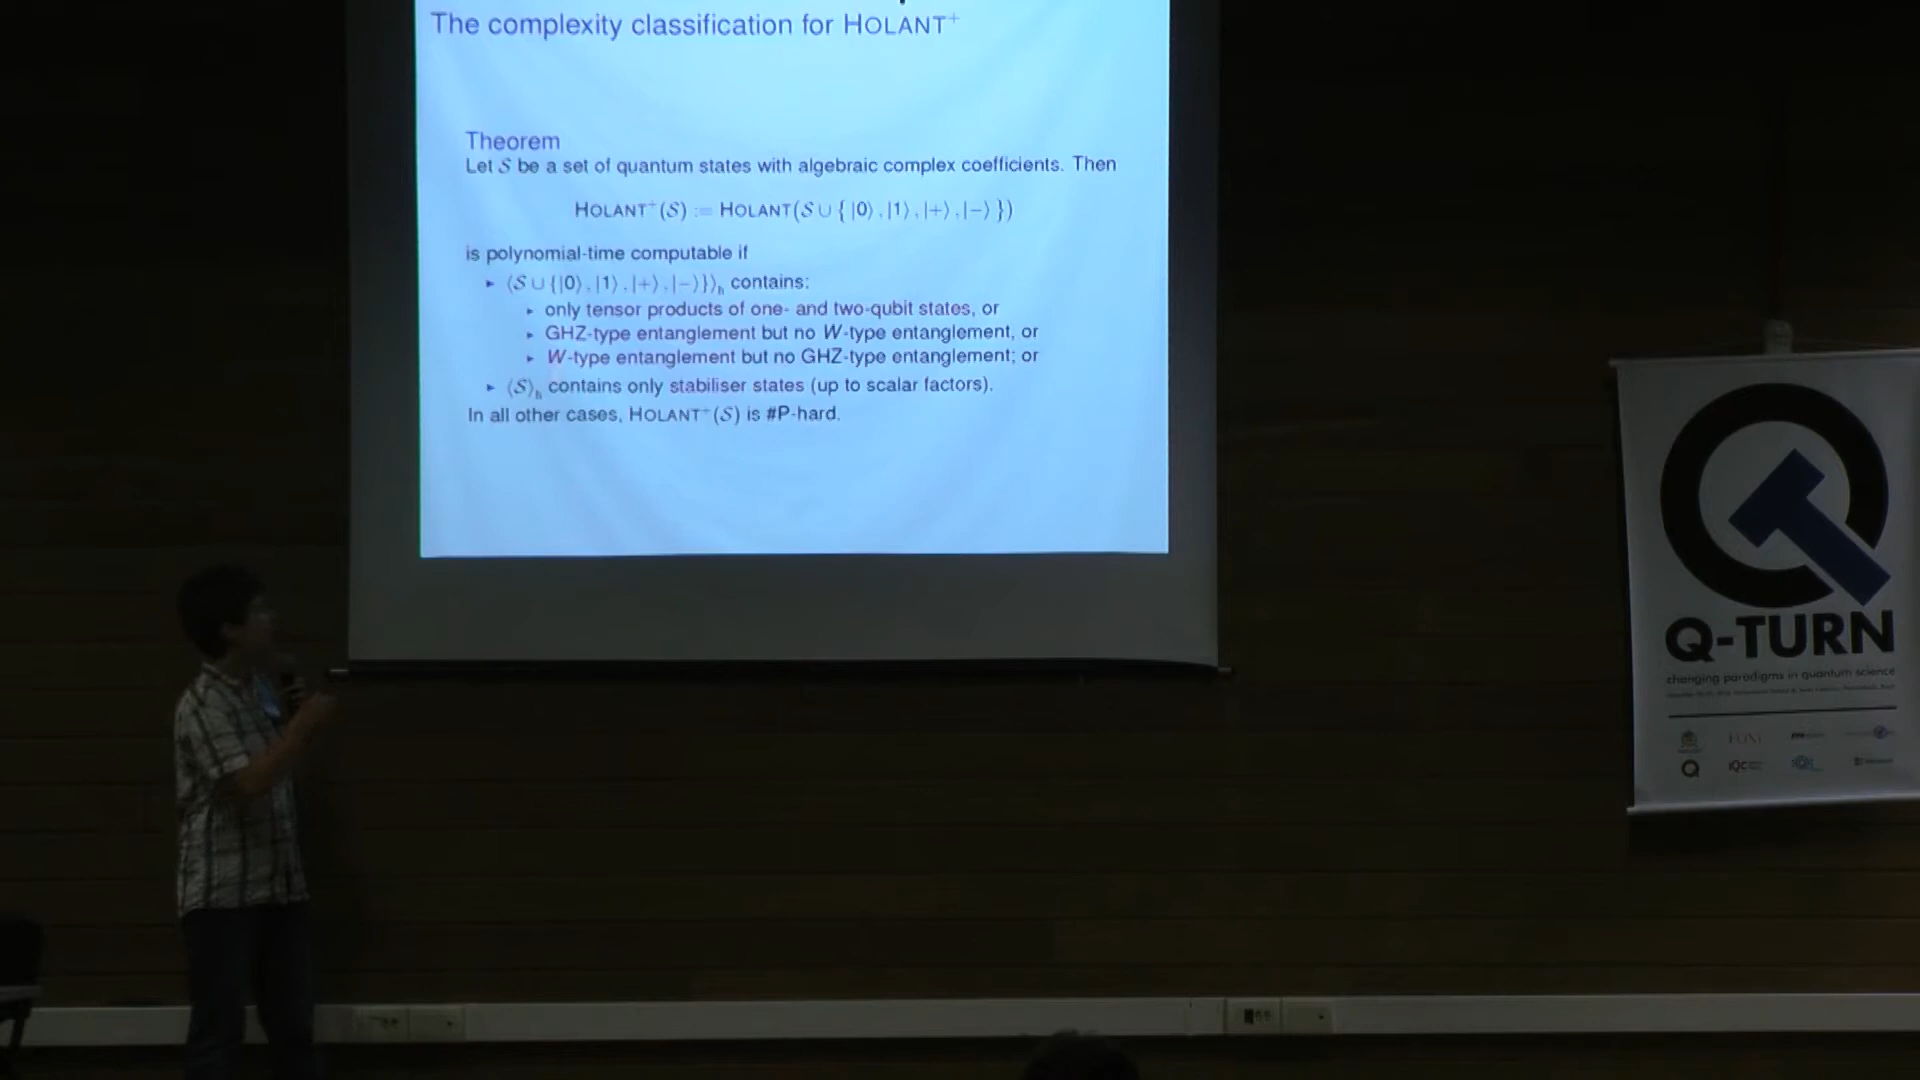 The complexity classification for HOLANT⁺
Theorem
Let 𝒮 be a set of quantum states with algebraic complex coefficients. Then
HOLANT⁺(𝒮) := HOLANT(𝒮 ∪ { |0⟩, |1⟩, |+⟩, |−⟩ })
is polynomial-time computable if
► ⟨𝒮 ∪ {|0⟩, |1⟩, |+⟩, |−⟩}⟩ₕ contains:
► only tensor products of one- and two-qubit states, or
► GHZ-type entanglement but no W-type entanglement, or
► W-type entanglement but no GHZ-type entanglement; or
► ⟨𝒮⟩ₕ contains only stabiliser states (up to scalar factors).
In all other cases, HOLANT⁺(𝒮) is #P-hard.
Q-TURN
changing paradigms in quantum science
IQC